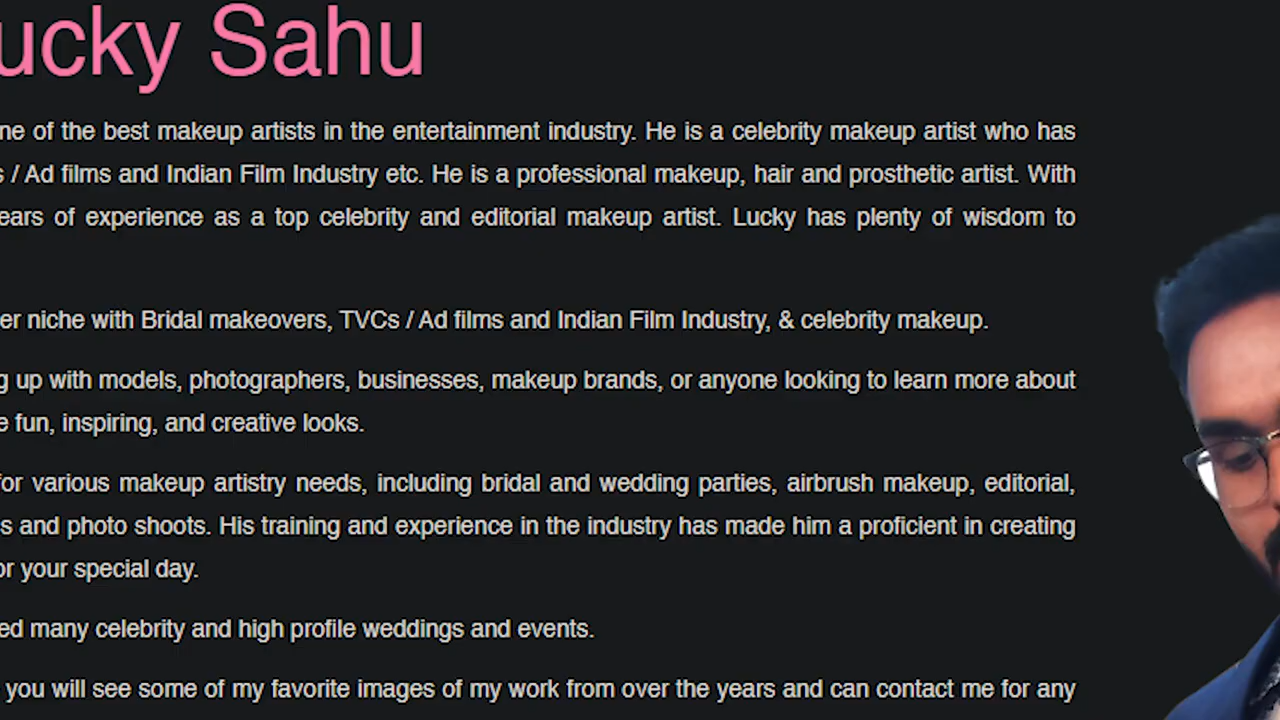 ucky Sahu
ne of the best makeup artists in the entertainment industry. He is a celebrity makeup artist who has
s / Ad films and Indian Film Industry etc. He is a professional makeup, hair and prosthetic artist. With
ears of experience as a top celebrity and editorial makeup artist. Lucky has plenty of wisdom to
er niche with Bridal makeovers, TVCs / Ad films and Indian Film Industry, & celebrity makeup.
g up with models, photographers, businesses, makeup brands, or anyone looking to learn more about
e fun, inspiring, and creative looks.
for various makeup artistry needs, including bridal and wedding parties, airbrush makeup, editorial,
s and photo shoots. His training and experience in the industry has made him a proficient in creating
or your special day.
ed many celebrity and high profile weddings and events.
you will see some of my favorite images of my work from over the years and can contact me for any